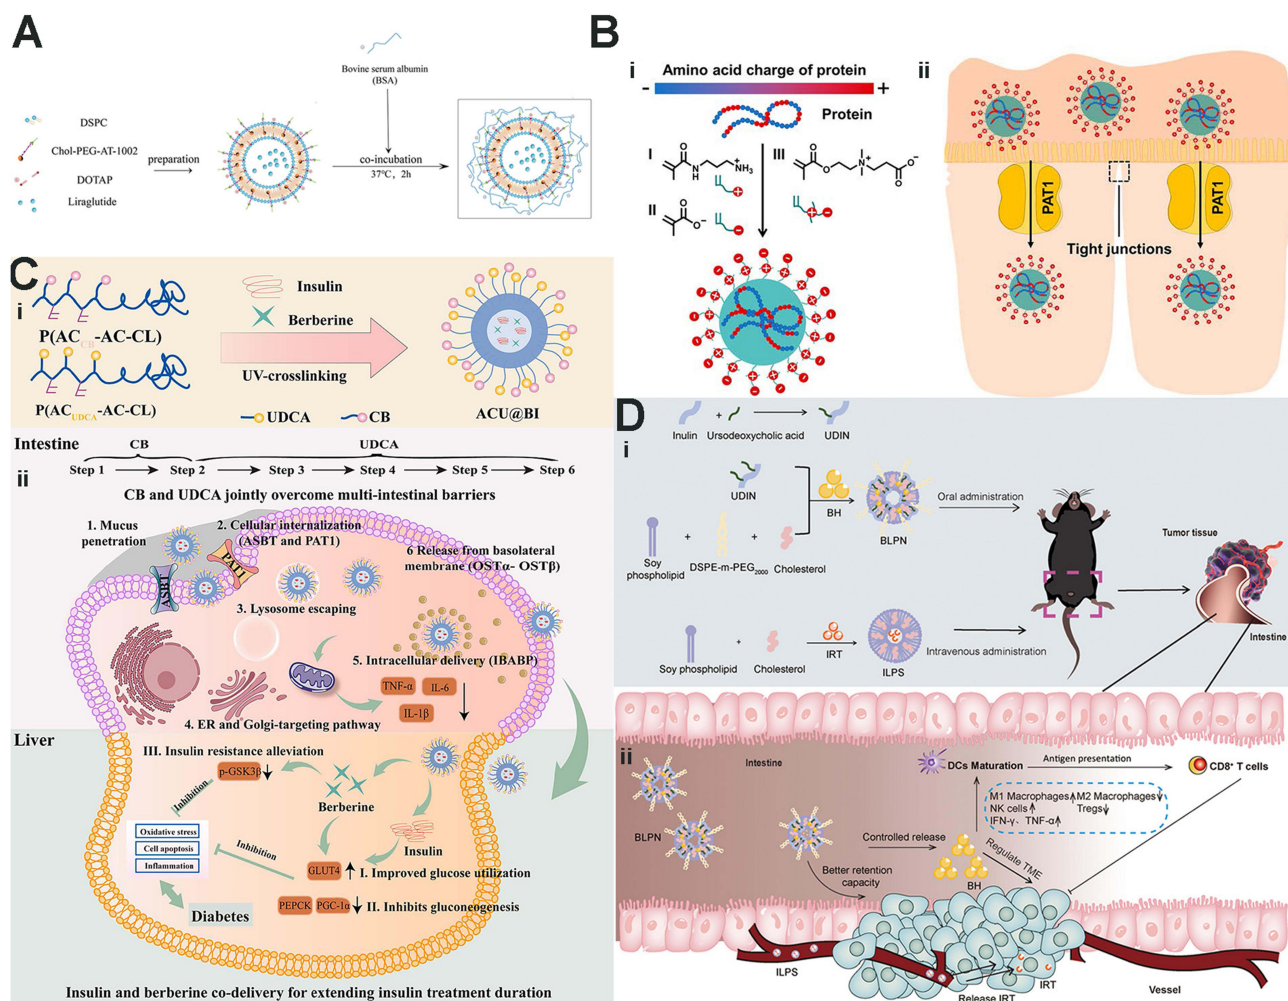 A
Bovine serum albumin
(BSA)
DSPC
Chol-PEG-AT-1002
DOTAP
Liraglutide
preparation
co-incubation
37℃, 2h
B
i
Amino acid charge of protein
- +
Protein
I
NH₃
+
H
N
O
III
O
O
N
+
O
O⁻
II
O
O⁻
ii
PAT1
PAT1
Tight junctions
C
i
P(AC CB -AC-CL)
P(AC UDCA -AC-CL)
Insulin
Berberine
UV-crosslinking
UDCA
CB
ACU@BI
Intestine
CB
UDCA
Step 1
Step 2
Step 3
Step 4
Step 5
Step 6
ii
CB and UDCA jointly overcome multi-intestinal barriers
1. Mucus
penetration
2. Cellular internalization
(ASBT and PAT1)
ASBT
PAT1
6 Release from basolateral
membrane (OSTα- OSTβ)
3. Lysosome escaping
5. Intracellular delivery (IBABP)
TNF-α
IL-6
IL-1β
4. ER and Golgi-targeting pathway
Liver
III. Insulin resistance alleviation
p-GSK3β
Inhibition
Berberine
Oxidative stress
Cell apoptosis
Inflammation
Inhibition
Insulin
GLUT4
I. Improved glucose utilization
PEPCK
PGC-1α
II. Inhibits gluconeogenesis
Diabetes
Insulin and berberine co-delivery for extending insulin treatment duration
D
i
Inulin
+
Ursodeoxycholic acid
UDIN
UDIN
BH
BLPN
Oral administration
Soy
phospholipid
+
DSPE-m-PEG₂₀₀₀
+
Cholesterol
Tumor tissue
Intestine
Soy phospholipid
+
Cholesterol
IRT
ILPS
Intravenous administration
ii
Intestine
BLPN
DCs Maturation
Antigen presentation
CD8⁺ T cells
M1 Macrophages M2 Macrophages
NK cells Tregs
IFN-γ、TNF-α
Controlled release
BH
Regulate TME
Better retention
capacity
ILPS
Release IRT
IRT
Vessel